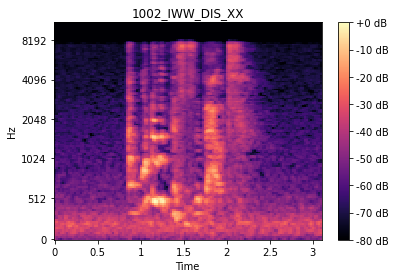 1002_IWW_DIS_XX
+0 dB
8192
-10 dB
4096
-20 dB
-30 dB
2048
-40 dB
Hz
1024
-50 dB
512
-60 dB
-70 dB
0
-80 dB
0 0.5 1 1.5 2 2.5 3
Time